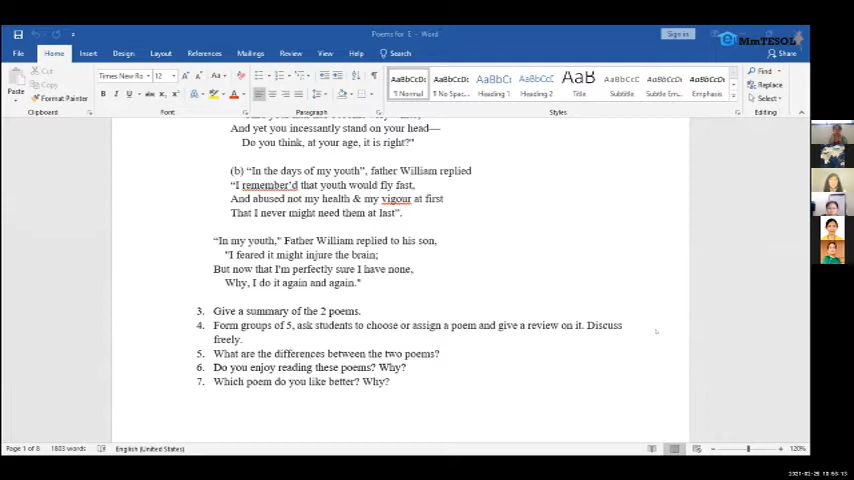 Poems for E - Word
Sign in
MmTESOL
File Home Insert Design Layout References Mailings Review View Help Search
Share
Paste
Cut
Copy
Format Painter
Clipboard
Times New Ro 12
Font
Paragraph
AaBbCcDc AaBbCcDc AaBbCc AaBbCcC AaB AaBbCcD AaBbCcDt AaBbCcDt
¶ Normal ¶ No Spac... Heading 1 Heading 2 Title Subtitle Subtle Em... Emphasis
Styles
Find
Replace
Select
Editing
And yet you incessantly stand on your head—
Do you think, at your age, it is right?"
(b) “In the days of my youth”, father William replied
“I remember’d that youth would fly fast,
And abused not my health & my vigour at first
That I never might need them at last”.
“In my youth," Father William replied to his son,
"I feared it might injure the brain;
But now that I'm perfectly sure I have none,
Why, I do it again and again."
3. Give a summary of the 2 poems.
4. Form groups of 5, ask students to choose or assign a poem and give a review on it. Discuss
freely.
5. What are the differences between the two poems?
6. Do you enjoy reading these poems? Why?
7. Which poem do you like better? Why?
Page 1 of 8 1803 words English (United States)
120%